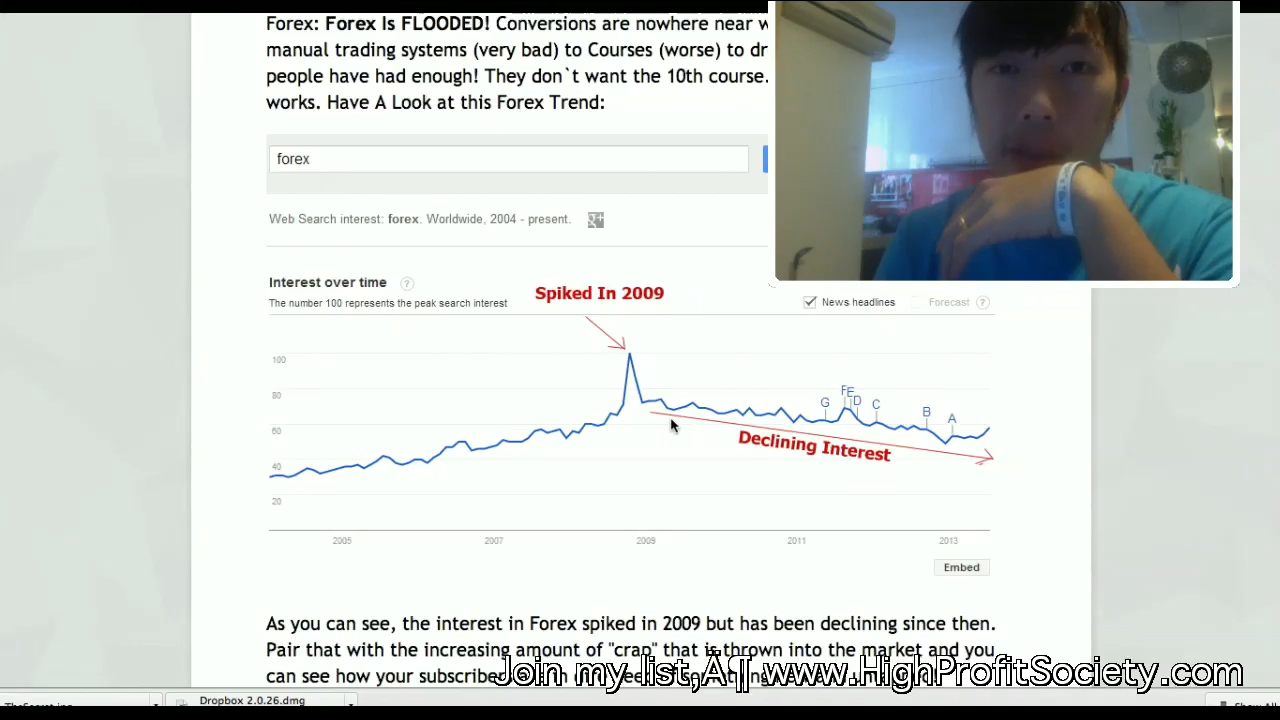 Forex: Forex Is FLOODED! Conversions are nowhere near w
manual trading systems (very bad) to Courses (worse) to dr
people have had enough! They don`t want the 10th course.
works. Have A Look at this Forex Trend:
forex
Web Search interest: forex. Worldwide, 2004 - present. g+
Interest over time ?
The number 100 represents the peak search interest
Spiked In 2009
News headlines Forecast ?
100
80
60
40
20
G F E D C B A
Declining Interest
2005 2007 2009 2011 2013
Embed
As you can see, the interest in Forex spiked in 2009 but has been declining since then.
Pair that with the increasing amount of "crap" that is thrown into the market and you
can see how your subscriber
Join my list‚Ä¶ www.HighProfitSociety.com
Dropbox 2.0.26.dmg